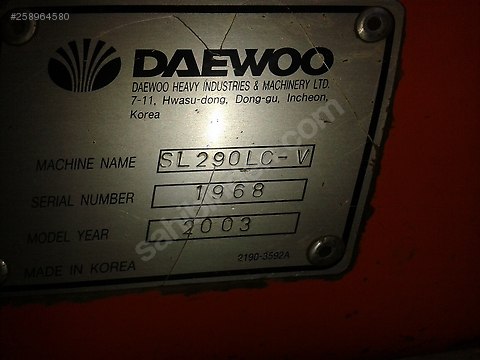 #258964580
DAEWOO
DAEWOO HEAVY INDUSTRIES & MACHINERY LTD.
7-11, Hwasu-dong, Dong-gu, Incheon,
Korea
MACHINE NAME SL290LC-V
SERIAL NUMBER 1968
MODEL YEAR 2003
MADE IN KOREA 2190-3592A